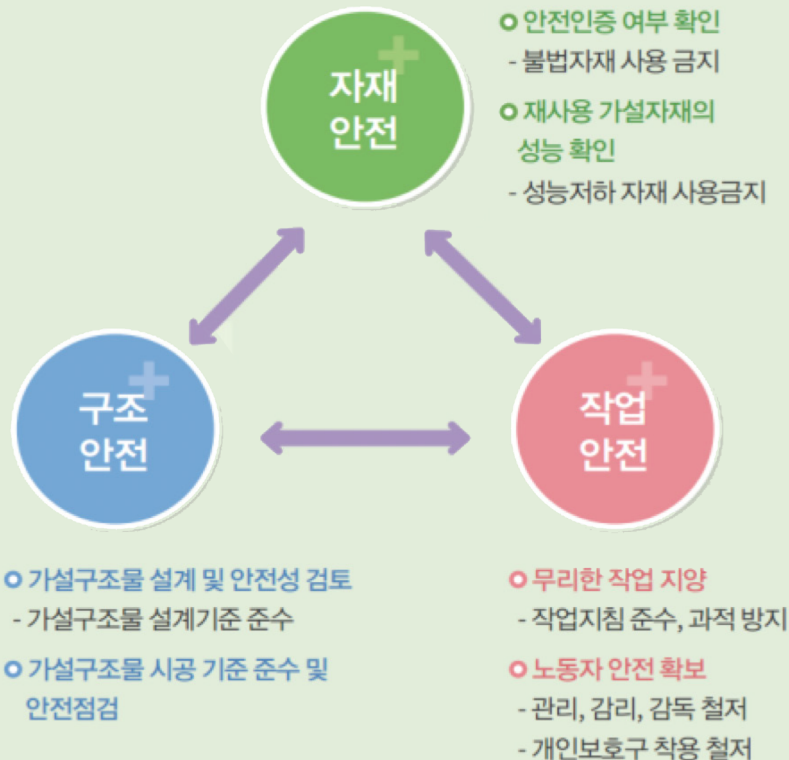 자재
안전
o 안전인증 여부 확인
- 불법자재 사용 금지
o 재사용 가설자재의
성능 확인
- 성능저하 자재 사용금지
구조
안전
작업
안전
o 가설구조물 설계 및 안전성 검토
- 가설구조물 설계기준 준수
o 가설구조물 시공 기준 준수 및
안전점검
o 무리한 작업 지양
- 작업지침 준수, 과적 방지
o 노동자 안전 확보
- 관리, 감리, 감독 철저
- 개인보호구 착용 철저